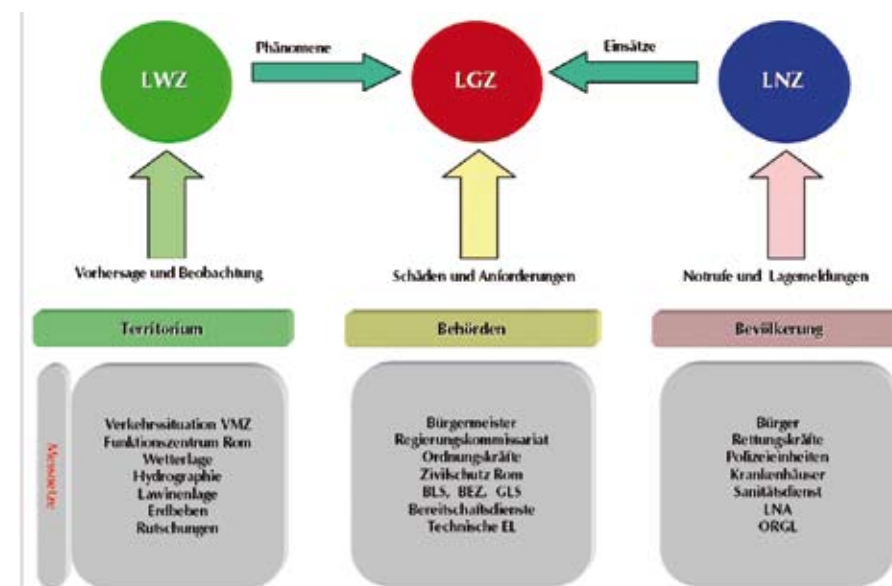 Phänomene
Einsätze
LWZ
LGZ
LNZ
Vorhersage und Beobachtung
Schäden und Anforderungen
Notrufe und Lagemeldungen
Territorium
Behörden
Bevölkerung
Messnetze
Verkehrssituation VMZ
Funktionszentrum Rom
Wetterlage
Hydrographie
Lawinenlage
Erdbeben
Rutschungen
Bürgermeister
Regierungskommissariat
Ordnungskräfte
Zivilschutz Rom
BLS, BEZ, GLS
Bereitschaftsdienste
Technische EL
Bürger
Rettungskräfte
Polizeieinheiten
Krankenhäuser
Sanitätsdienst
LNA
ORGL